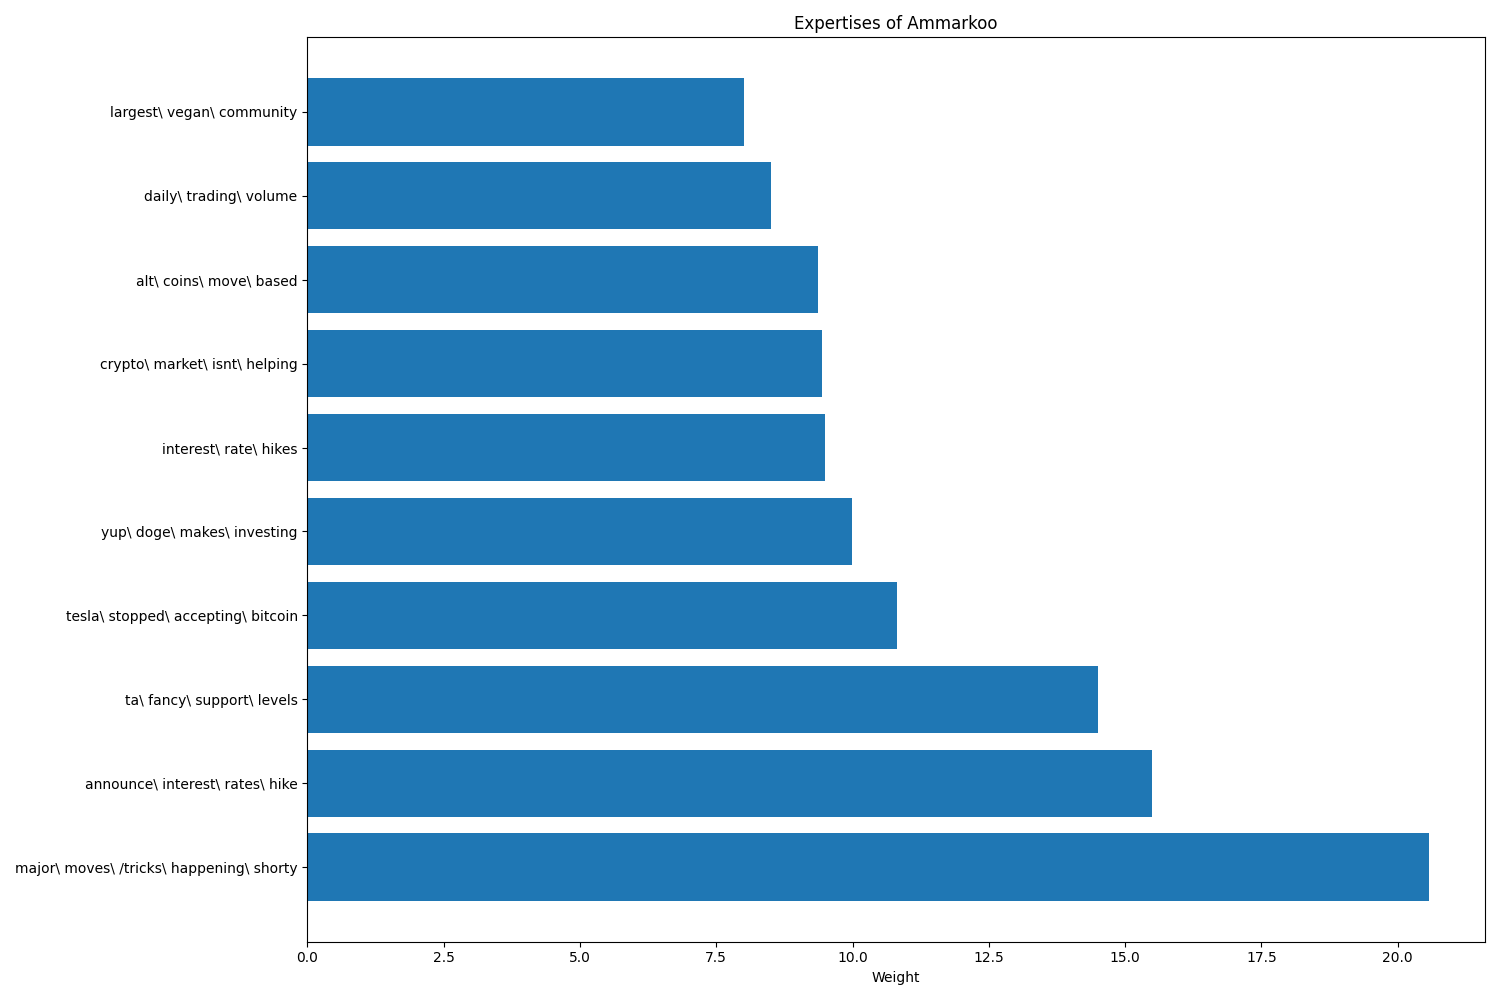 Expertises of Ammarkoo
largest\ vegan\ community
daily\ trading\ volume
alt\ coins\ move\ based
crypto\ market\ isnt\ helping
interest\ rate\ hikes
yup\ doge\ makes\ investing
tesla\ stopped\ accepting\ bitcoin
ta\ fancy\ support\ levels
announce\ interest\ rates\ hike
major\ moves\ /tricks\ happening\ shorty
0.0 2.5 5.0 7.5 10.0 12.5 15.0 17.5 20.0
Weight